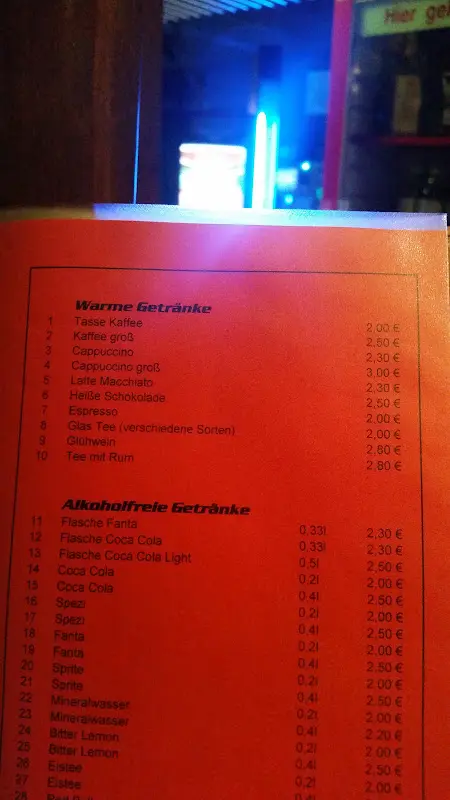 Hier
Warme Getränke
1 Tasse Kaffee 2,00 €
2 Kaffee groß 2,50 €
3 Cappuccino 2,30 €
4 Cappuccino groß 3,00 €
5 Latte Macchiato 2,30 €
6 Heiße Schokolade 2,50 €
7 Espresso 2,00 €
8 Glas Tee (verschiedene Sorten) 2,00 €
9 Glühwein 2,80 €
10 Tee mit Rum 2,80 €
Alkoholfreie Getränke
11 Flasche Fanta 0,33l 2,30 €
12 Flasche Coca Cola 0,33l 2,30 €
13 Flasche Coca Cola Light 0,5l 2,50 €
14 Coca Cola 0,2l 2,00 €
15 Coca Cola 0,4l 2,50 €
16 Spezi 0,2l 2,00 €
17 Spezi 0,4l 2,50 €
18 Fanta 0,2l 2,00 €
19 Fanta 0,4l 2,50 €
20 Sprite 0,2l 2,00 €
21 Sprite 0,4l 2,50 €
22 Mineralwasser 0,2l 2,00 €
23 Mineralwasser 0,4l 2,20 €
24 Bitter Lemon 0,2l 2,00 €
25 Bitter Lemon 0,4l 2,50 €
26 Eistee 0,2l 2,00 €
27 Eistee 0,4l
28